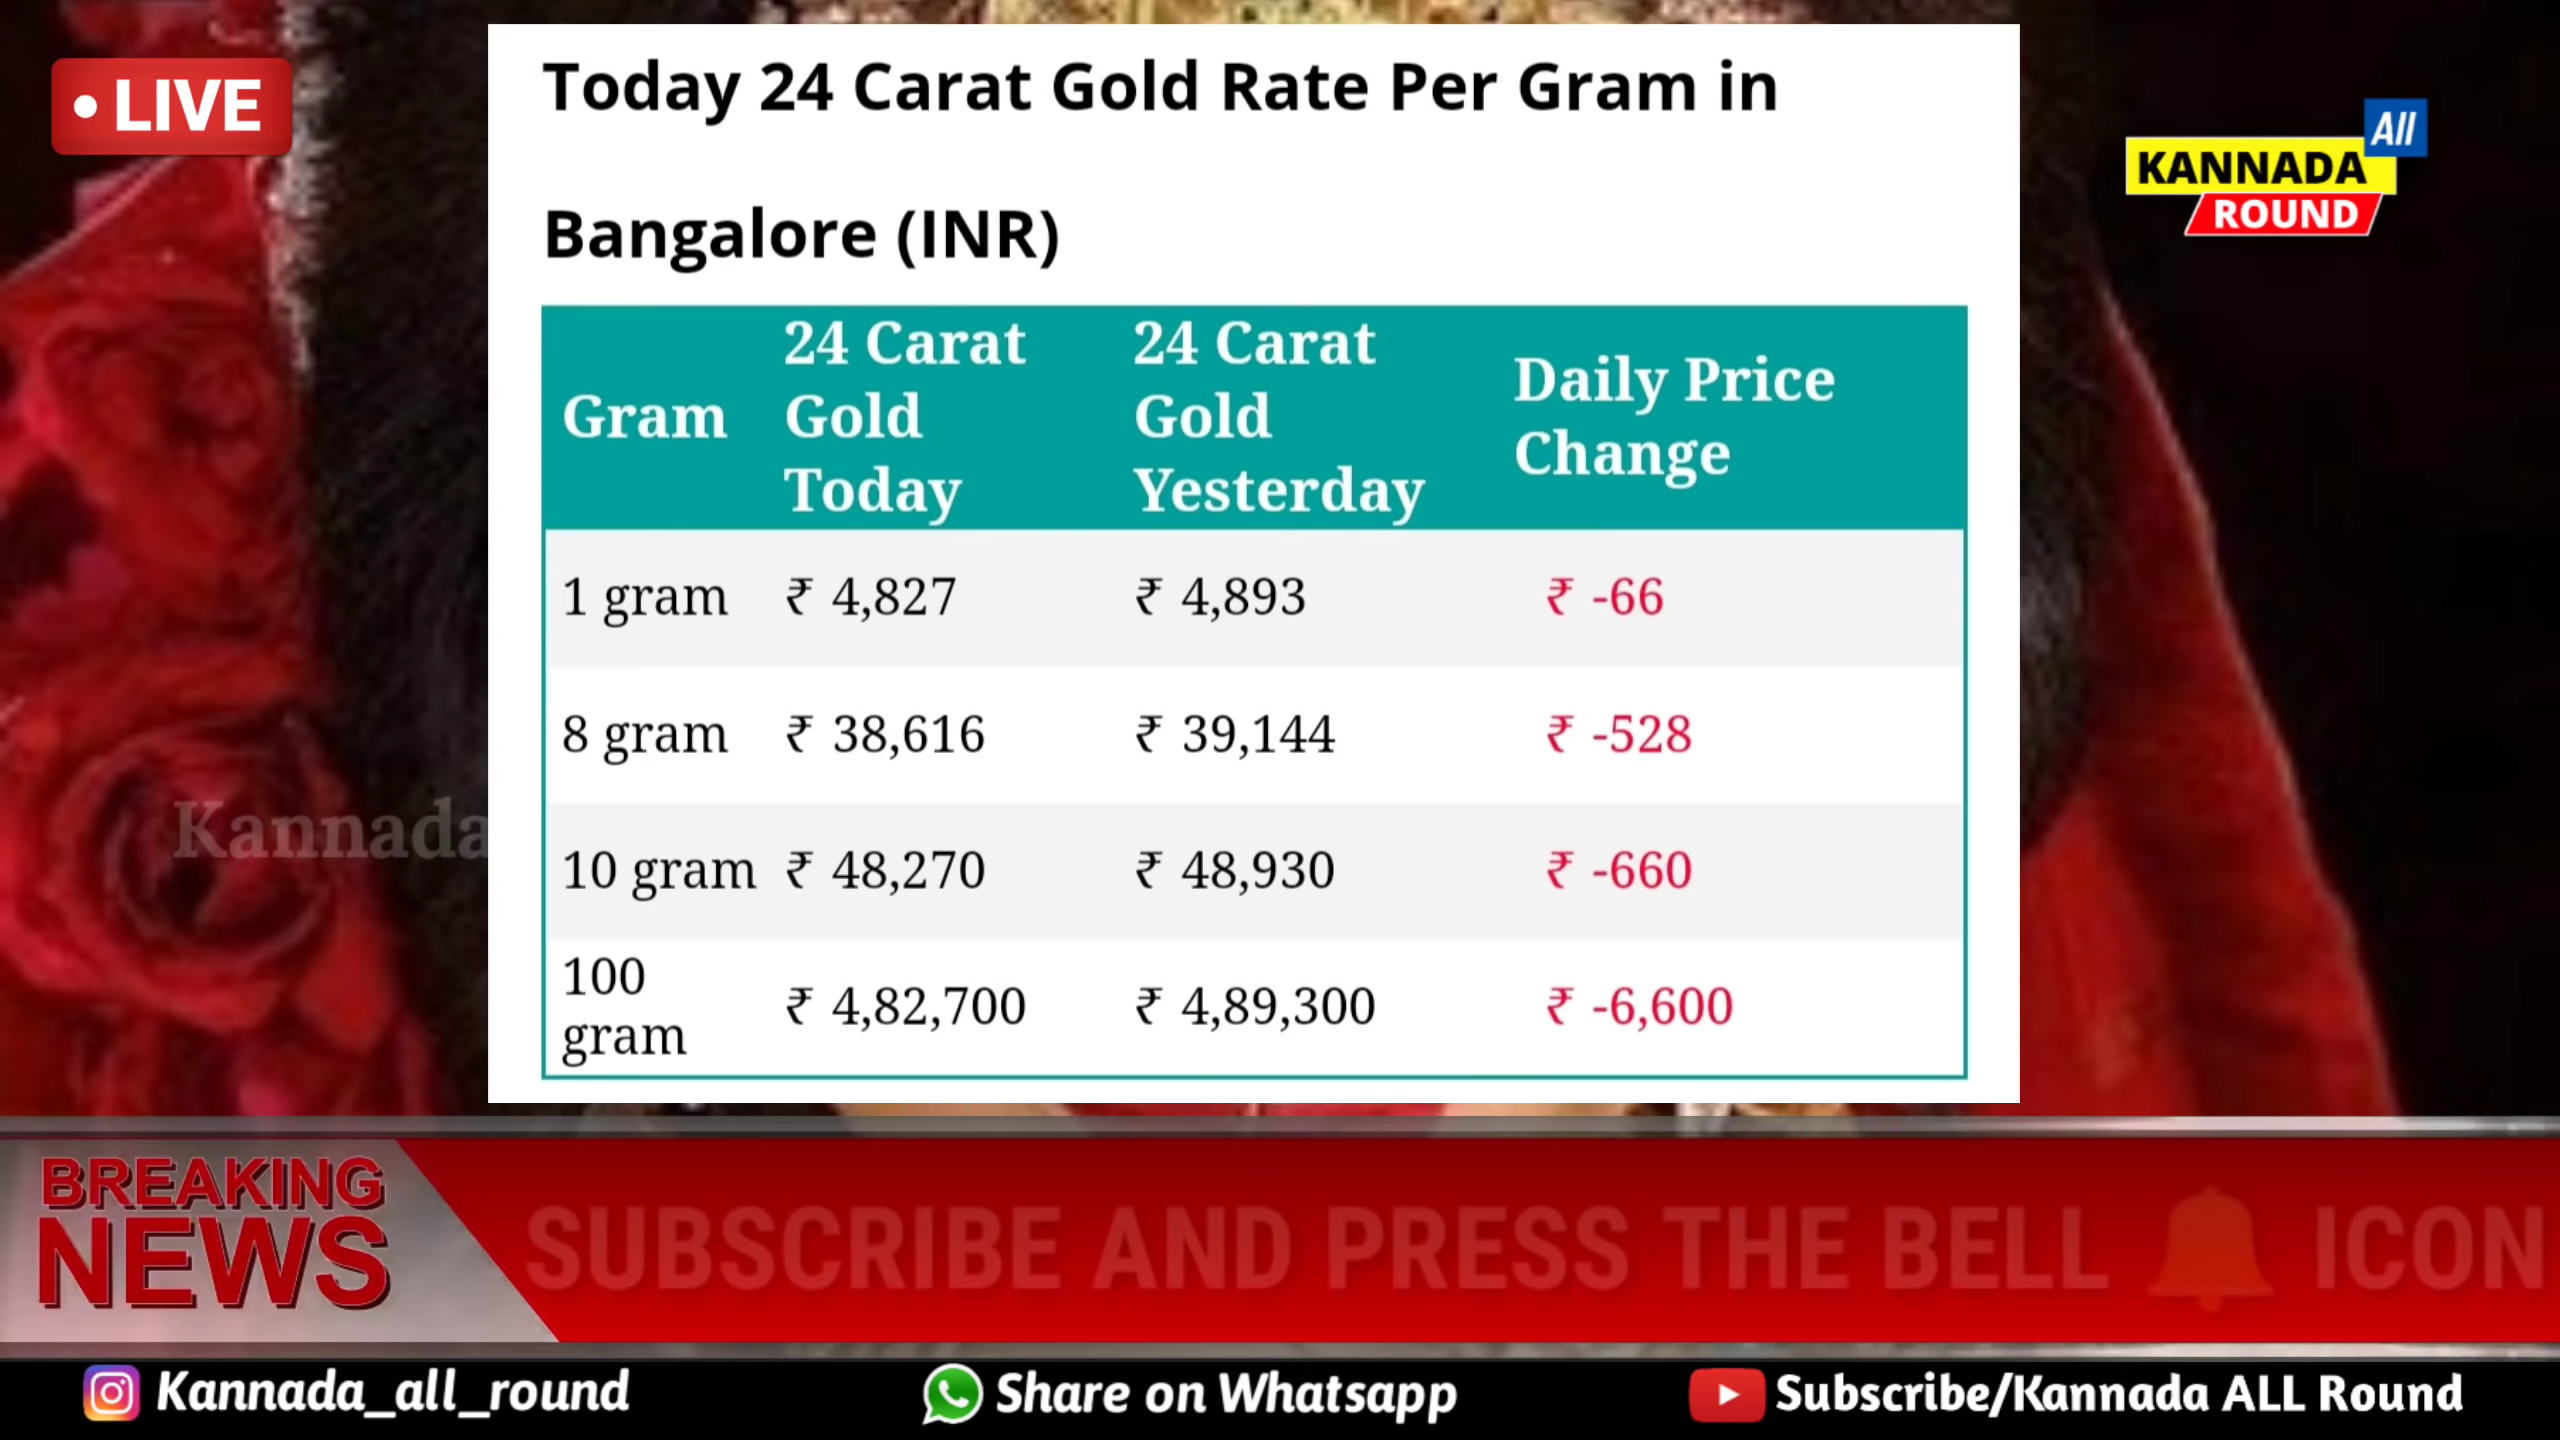 • LIVE
Today 24 Carat Gold Rate Per Gram in
Bangalore (INR)
All
KANNADA
ROUND
Gram 24 Carat Gold Today 24 Carat Gold Yesterday Daily Price Change
1 gram ₹ 4,827 ₹ 4,893 ₹ -66
8 gram ₹ 38,616 ₹ 39,144 ₹ -528
Kannada
10 gram ₹ 48,270 ₹ 48,930 ₹ -660
100 gram ₹ 4,82,700 ₹ 4,89,300 ₹ -6,600
BREAKING
NEWS
SUBSCRIBE AND PRESS THE BELL 🔔 ICON
Kannada_all_round
Share on Whatsapp
Subscribe/Kannada ALL Round